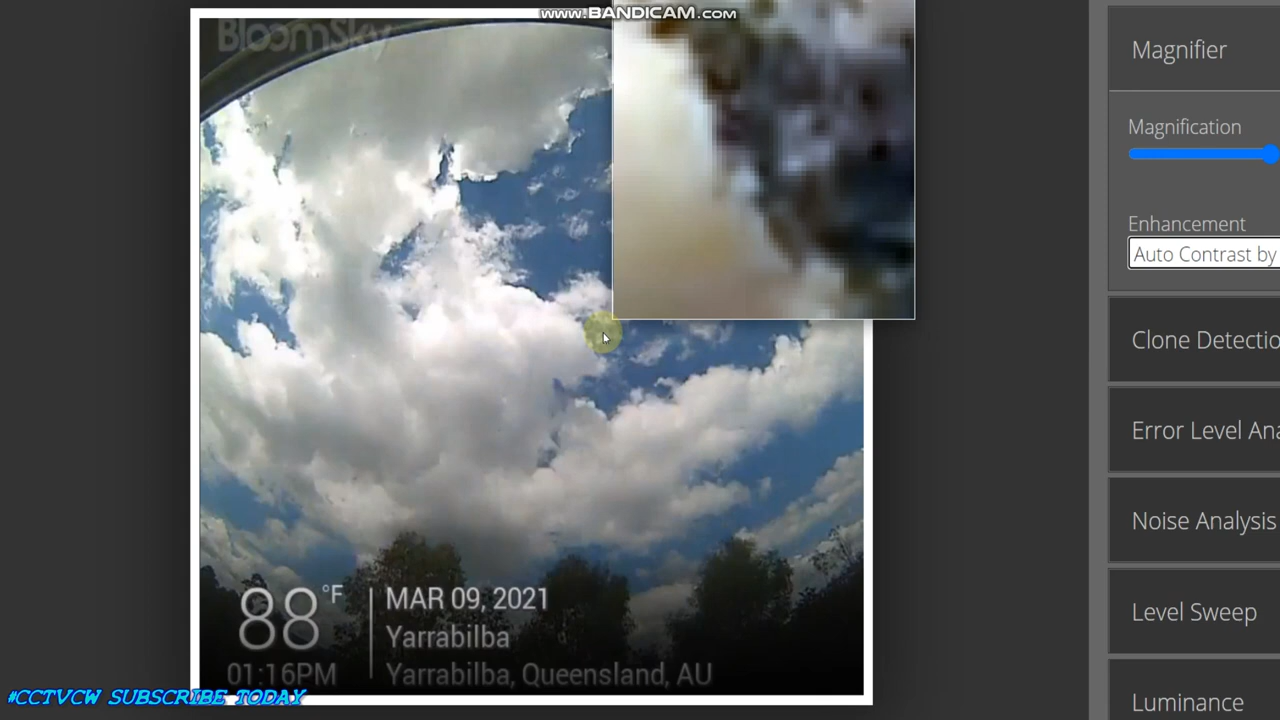 www.BANDICAM.com
BloomSky
Magnifier
Magnification
Enhancement
Auto Contrast by
Clone Detectio
Error Level Ana
Noise Analysis
Level Sweep
Luminance
88 °F
MAR 09, 2021
Yarrabilba
01:16PM
Yarrabilba, Queensland, AU
#CCTVCW SUBSCRIBE TODAY